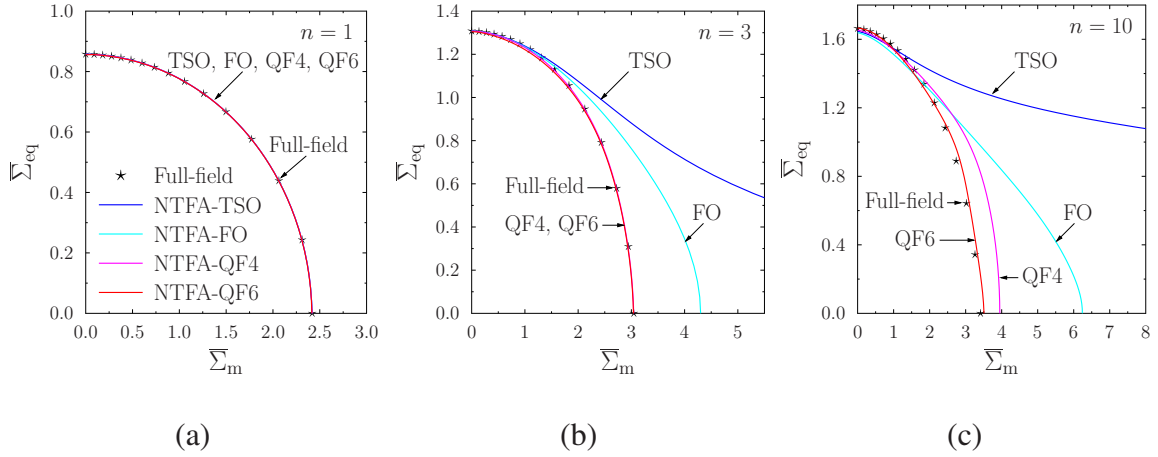 n = 1
TSO, FO, QF4, QF6
Full-field
Full-field
NTFA-TSO
NTFA-FO
NTFA-QF4
NTFA-QF6
1.0
0.8
0.6
0.4
0.2
0.0
0.0 0.5 1.0 1.5 2.0 2.5 3.0
Σ̅eq
Σ̅m
(a)
n = 3
TSO
Full-field
QF4, QF6
FO
1.4
1.2
1.0
0.8
0.6
0.4
0.2
0.0
0 1 2 3 4 5
Σ̅eq
Σ̅m
(b)
n = 10
TSO
Full-field
FO
QF6
QF4
1.6
1.2
0.8
0.4
0.0
0 1 2 3 4 5 6 7 8
Σ̅eq
Σ̅m
(c)